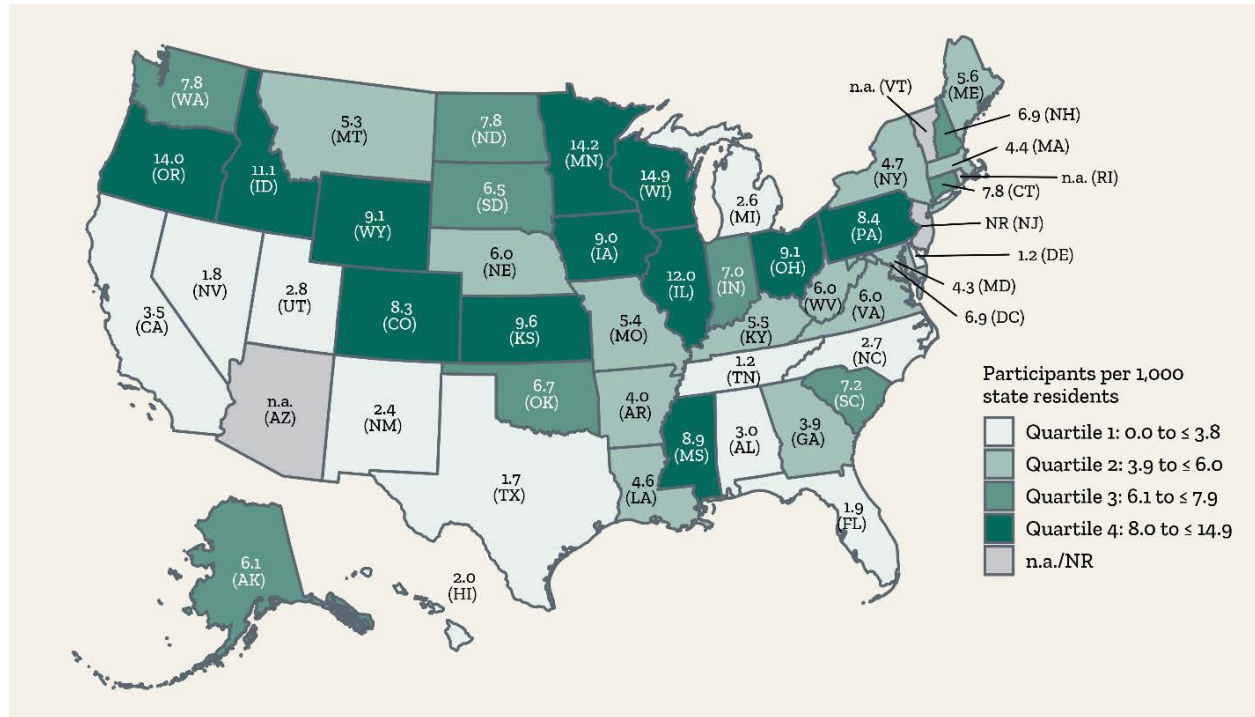 7.8
(WA)
14.0
(OR)
11.1
(ID)
5.3
(MT)
9.1
(WY)
7.8
(ND)
6.5
(SD)
6.0
(NE)
14.2
(MN)
14.9
(WI)
9.0
(IA)
12.0
(IL)
2.6
(MI)
7.0
(IN)
9.1
(OH)
8.4
(PA)
4.7
(NY)
n.a. (VT)
5.6
(ME)
6.9 (NH)
4.4 (MA)
n.a. (RI)
7.8 (CT)
NR (NJ)
1.2 (DE)
4.3 (MD)
6.9 (DC)
3.5
(CA)
1.8
(NV)
2.8
(UT)
8.3
(CO)
9.6
(KS)
5.4
(MO)
5.5
(KY)
6.0
(WV)
6.0
(VA)
2.7
(NC)
1.2
(TN)
7.2
(SC)
n.a.
(AZ)
2.4
(NM)
6.7
(OK)
4.0
(AR)
8.9
(MS)
3.0
(AL)
3.9
(GA)
1.7
(TX)
4.6
(LA)
1.9
(FL)
6.1
(AK)
2.0
(HI)
Participants per 1,000
state residents
Quartile 1: 0.0 to ≤ 3.8
Quartile 2: 3.9 to ≤ 6.0
Quartile 3: 6.1 to ≤ 7.9
Quartile 4: 8.0 to ≤ 14.9
n.a./NR